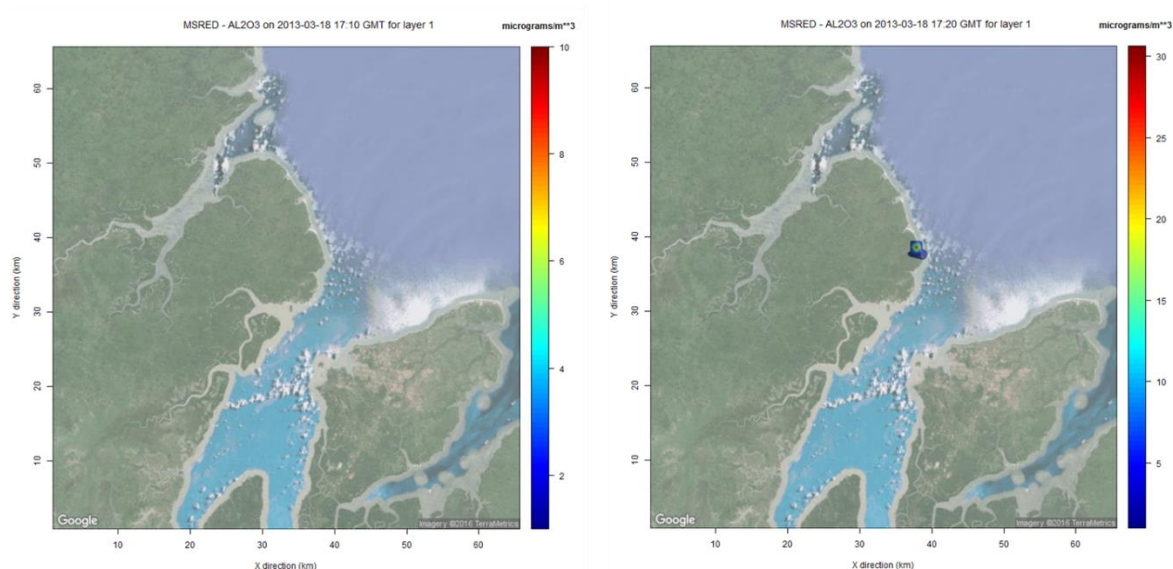 MSRED - AL2O3 on 2013-03-18 17:10 GMT for layer 1
micrograms/m**3
Y direction (km)
60
50
40
30
20
10
10
8
6
4
2
Google
Imagery ©2016 TerraMetrics
10 20 30 40 50 60
X direction (km)
MSRED - AL2O3 on 2013-03-18 17:20 GMT for layer 1
micrograms/m**3
Y direction (km)
60
50
40
30
20
10
30
25
20
15
10
5
Google
Imagery ©2016 TerraMetrics
10 20 30 40 50 60
X direction (km)